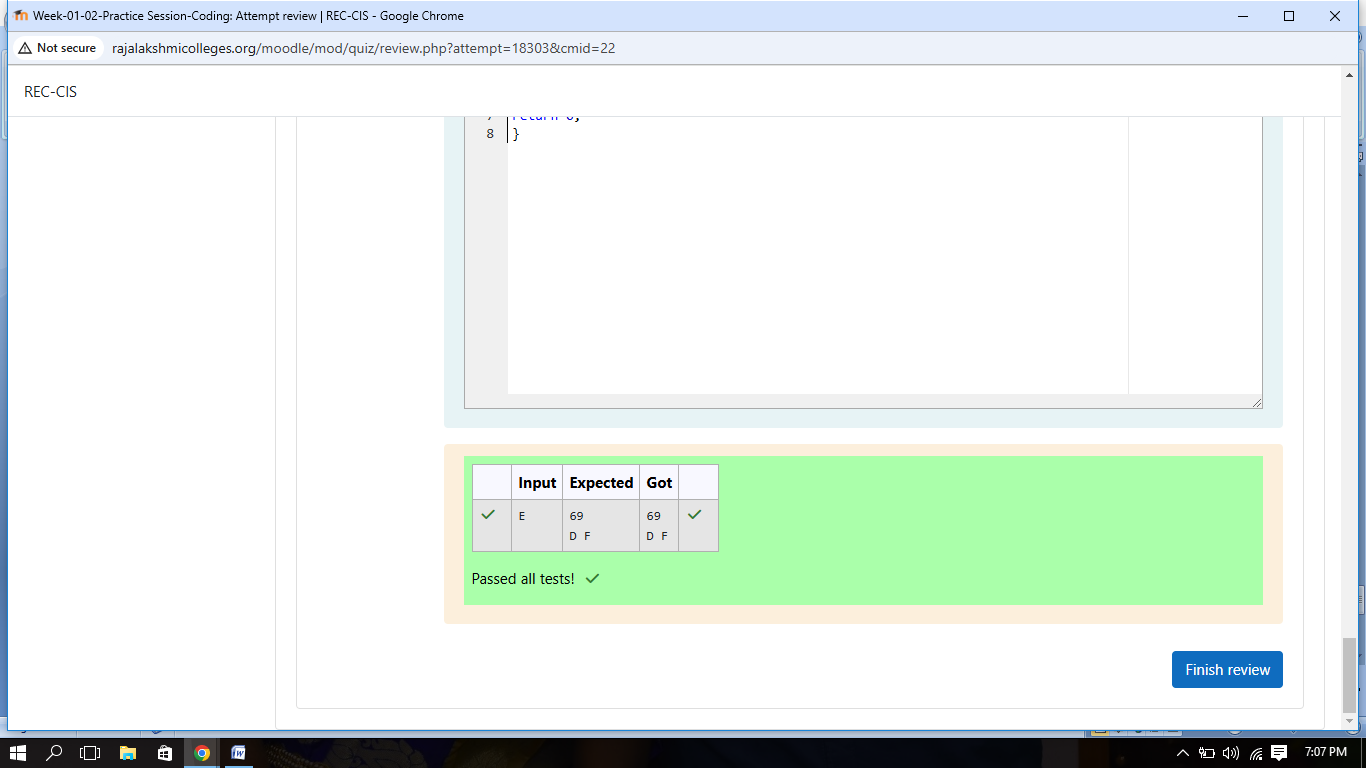 Week-01-02-Practice Session-Coding: Attempt review | REC-CIS - Google Chrome
Not secure rajalakshmicolleges.org/moodle/mod/quiz/review.php?attempt=18303&cmid=22
REC-CIS
8 }
Input Expected Got
E 69 69
D F D F
Passed all tests!
Finish review
7:07 PM